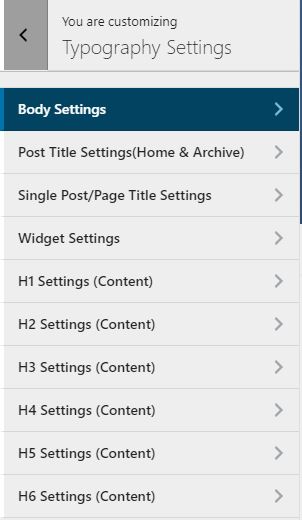 You are customizing
Typography Settings
Body Settings
Post Title Settings(Home & Archive)
Single Post/Page Title Settings
Widget Settings
H1 Settings (Content)
H2 Settings (Content)
H3 Settings (Content)
H4 Settings (Content)
H5 Settings (Content)
H6 Settings (Content)